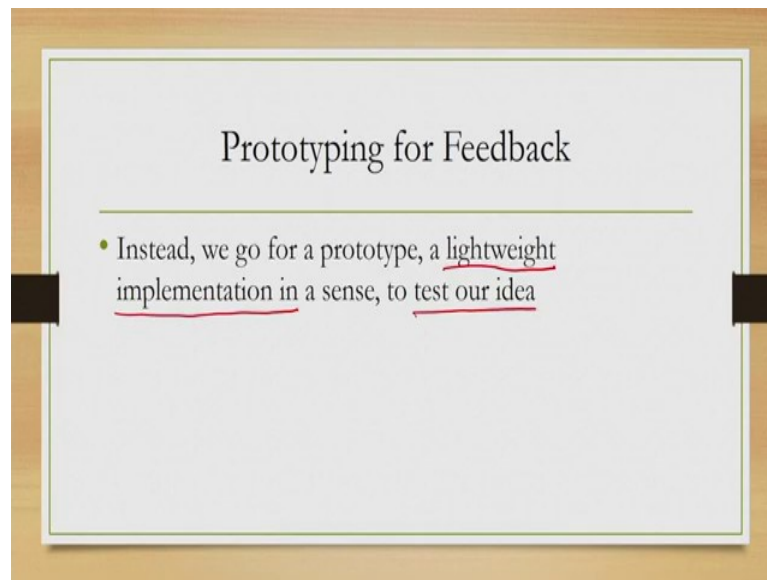 Prototyping for Feedback
• Instead, we go for a prototype, a lightweight
implementation in a sense, to test our idea